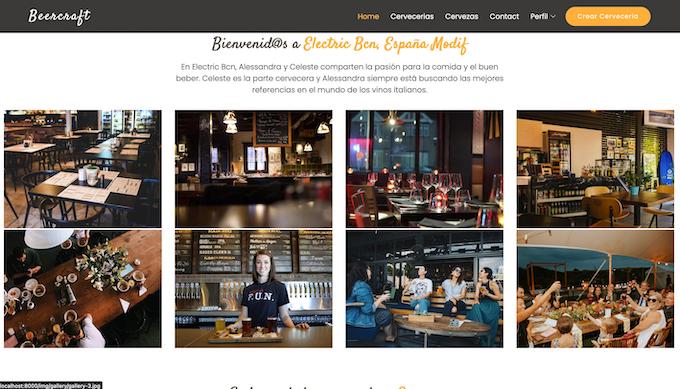 Beercraft
Home Cervecerias Cervezas Contact Perfil Crear Cervecería
Bienvenid@s a Electric Bcn, España Modif
En Electric Bcn, Alessandra y Celeste comparten la pasión para la comida y el buen
beber. Celeste es la parte cervecera y Alessandra siempre está buscando las mejores
referencias en el mundo de los vinos italianos.
F.U.N.
localhost:8000/img/gallery/gallery-3.jpg